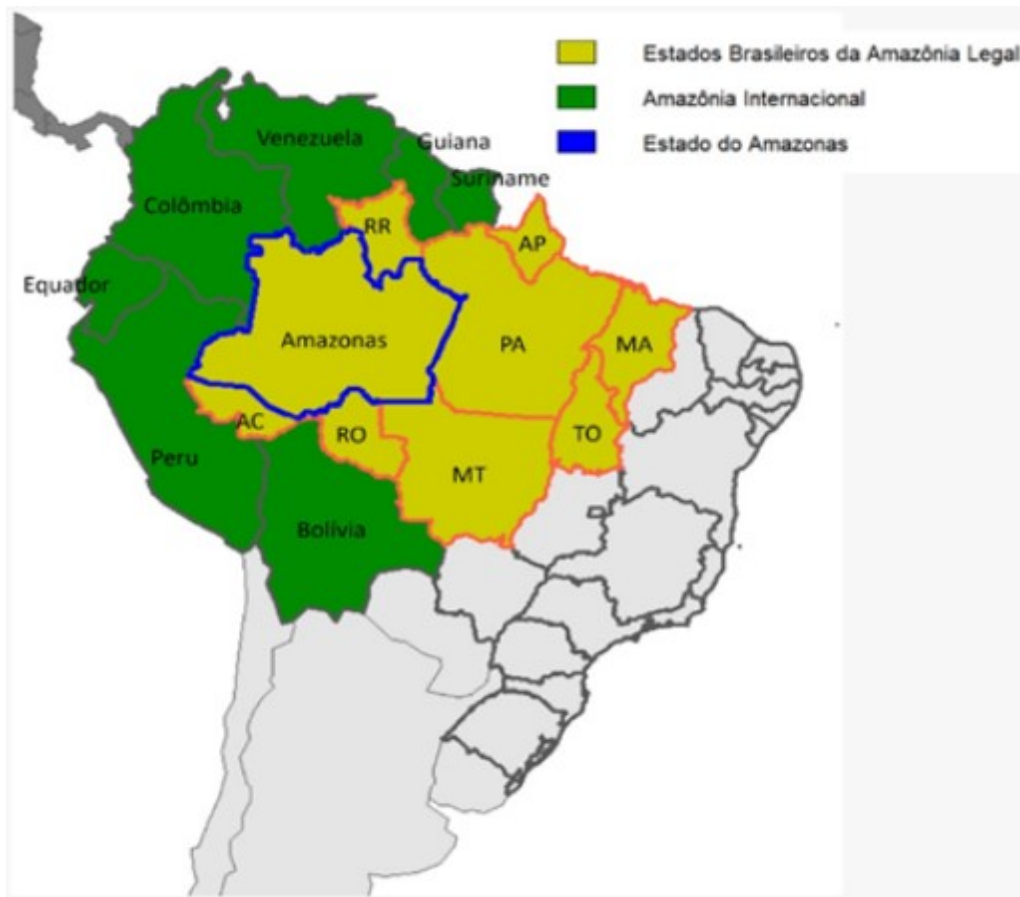 Estados Brasileiros da Amazônia Legal
Amazônia Internacional
Estado do Amazonas
Venezuela
Guiana
Suriname
Colômbia
RR
AP
Equador
Amazonas
PA
MA
AC
RO
TO
Peru
MT
Bolívia